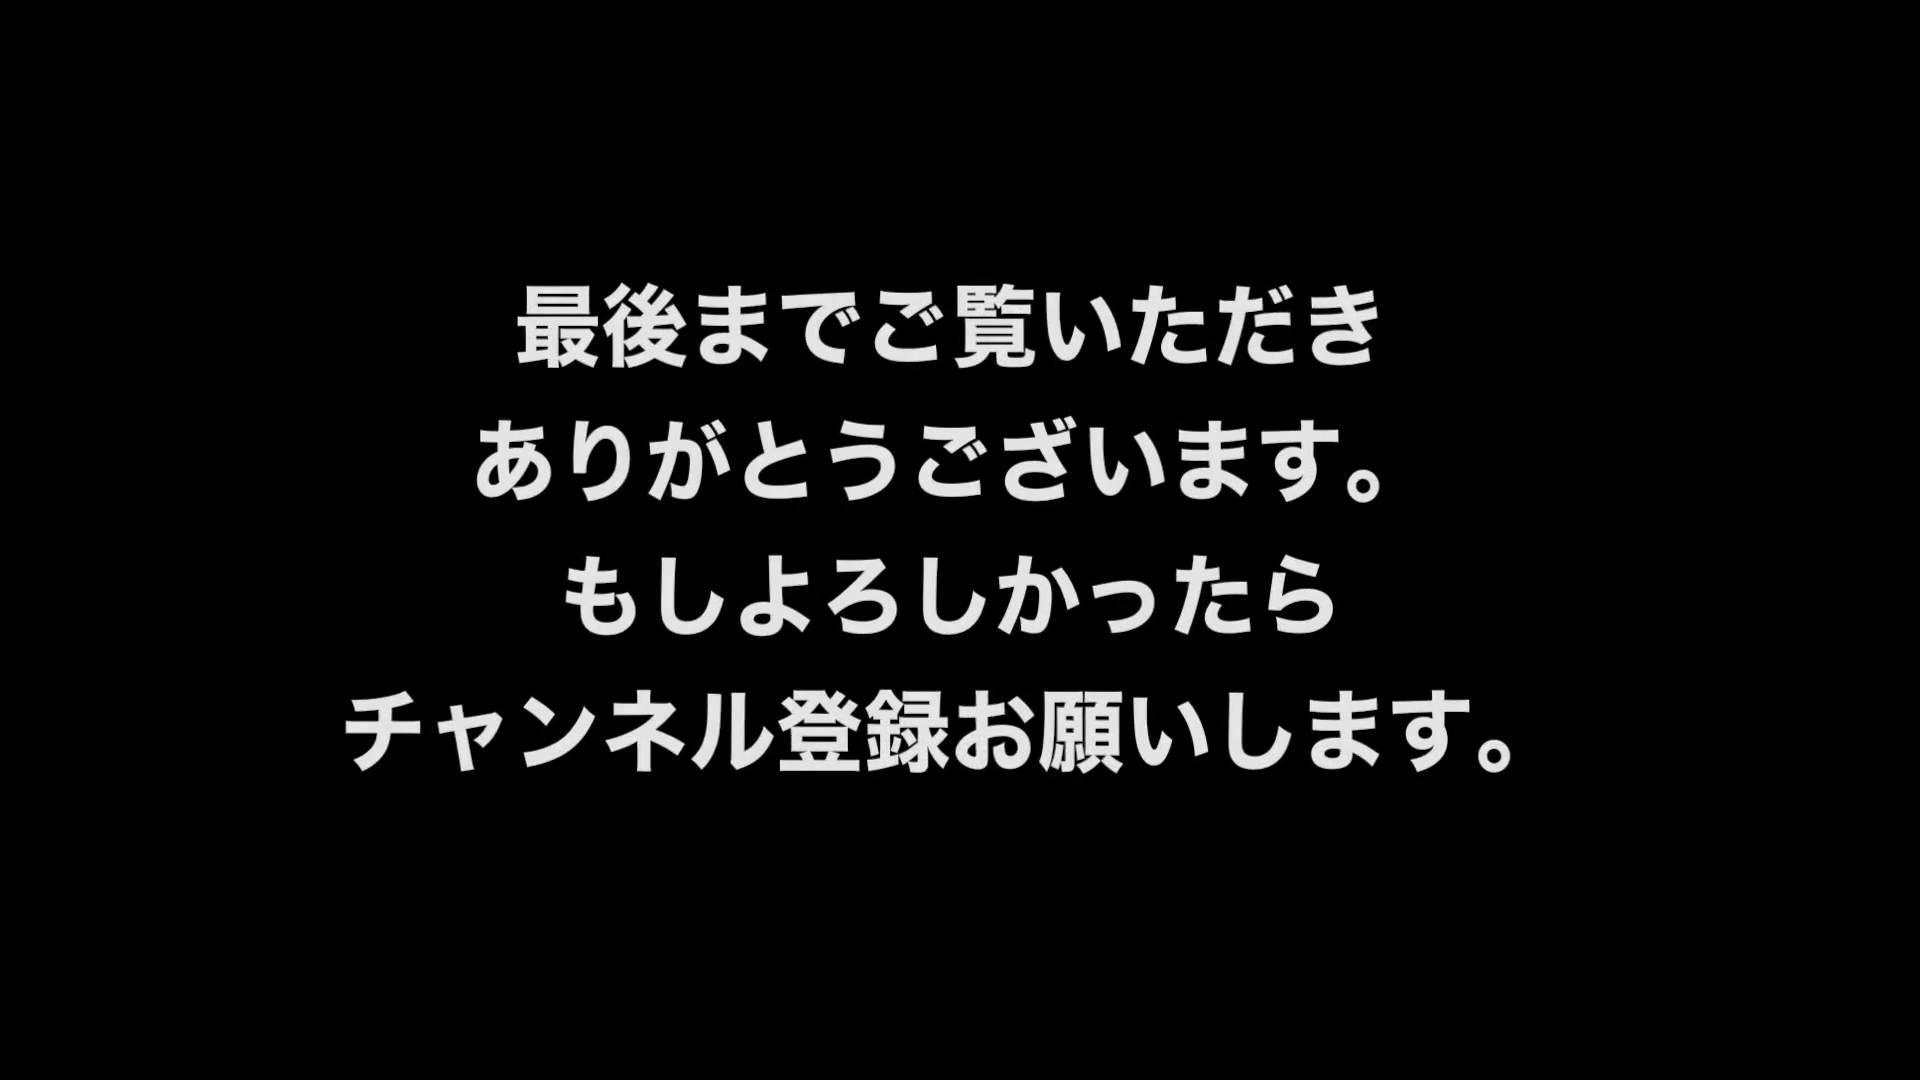 最後までご覧いただき
ありがとうございます。
もしよろしかったら
チャンネル登録お願いします。